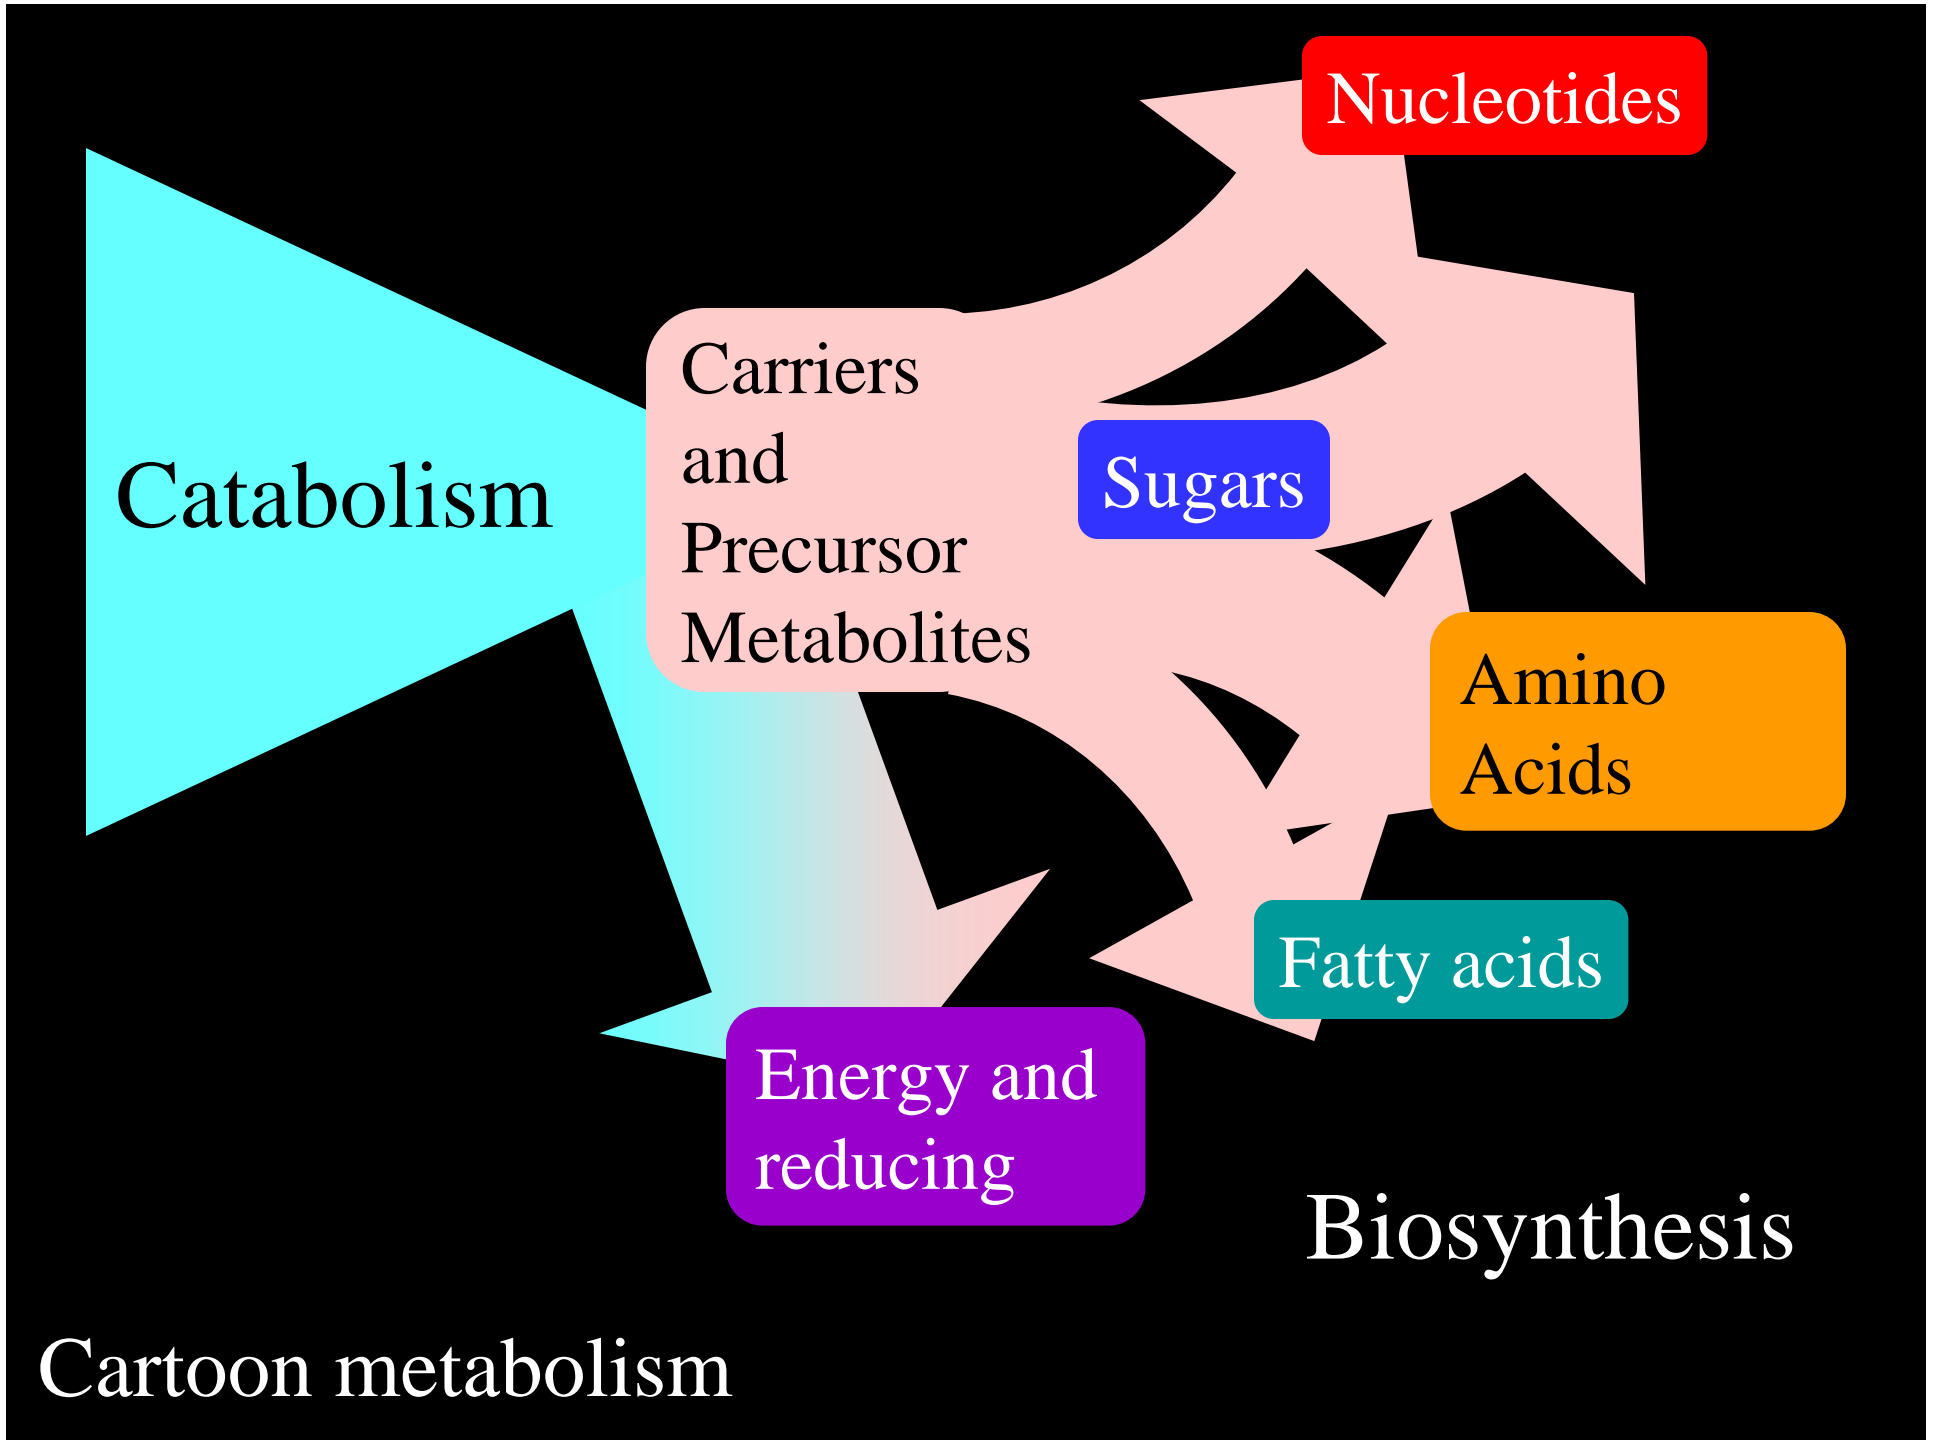 Nucleotides
Carriers
and
Precursor
Metabolites
Catabolism
Sugars
Amino
Acids
Fatty acids
Energy and
reducing
Biosynthesis
Cartoon metabolism